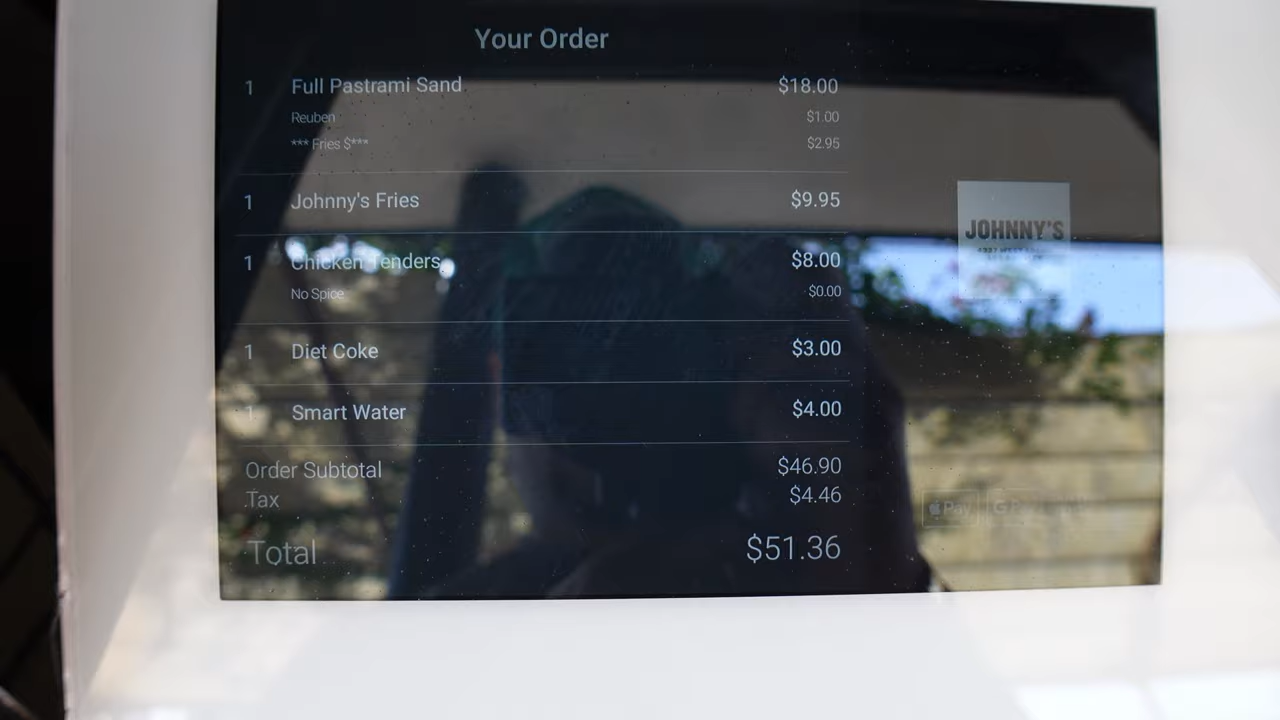 Your Order
1 Full Pastrami Sand $18.00
Reuben $1.00
*** Fries $*** $2.95
1 Johnny's Fries $9.95
1 Chicken Tenders $8.00
No Spice $0.00
1 Diet Coke $3.00
1 Smart Water $4.00
Order Subtotal $46.90
Tax $4.46
Total $51.36
JOHNNY'S
Pay G Pay